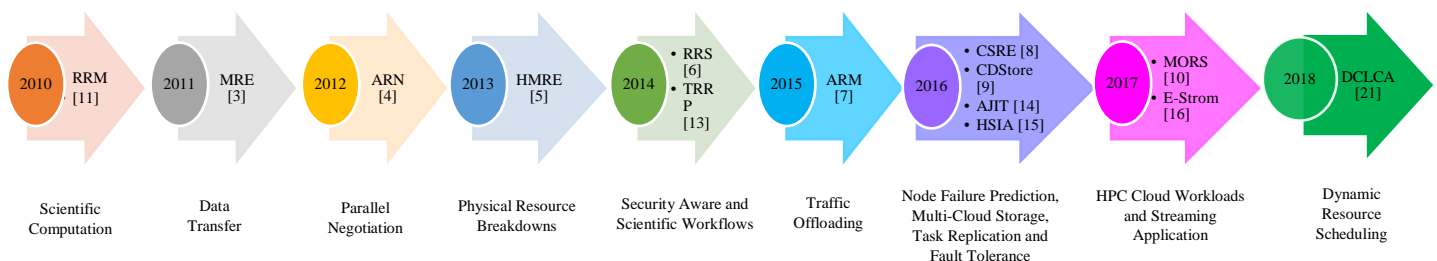 2010
RRM
[11]
2011
MRE
[3]
2012
ARN
[4]
2013
HMRE
[5]
2014
• RRS
[6]
• TRR
P
[13]
2015
ARM
[7]
2016
• CSRE [8]
• CDStore
[9]
• AJIT [14]
• HSIA [15]
2017
• MORS
[10]
• E-Strom
[16]
2018
DCLCA
[21]
Scientific
Computation
Data
Transfer
Parallel
Negotiation
Physical Resource
Breakdowns
Security Aware and
Scientific Workflows
Traffic
Offloading
Node Failure Prediction,
Multi-Cloud Storage,
Task Replication and
Fault Tolerance
HPC Cloud Workloads
and Streaming
Application
Dynamic
Resource
Scheduling